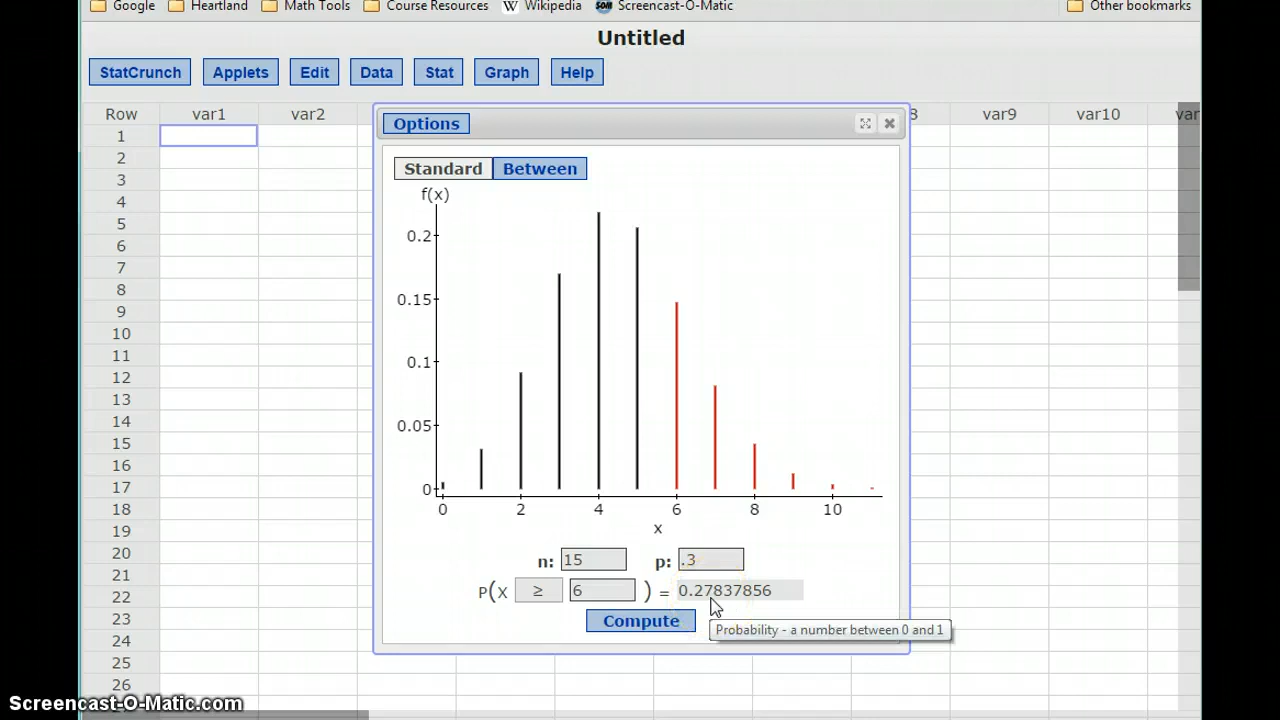 Google Heartland Math Tools Course Resources W Wikipedia SOM Screencast-O-Matic Other bookmarks
Untitled
StatCrunch Applets Edit Data Stat Graph Help
Row var1 var2 8 var9 var10 var
Options
1
2
3
4
5
6
7
8
9
10
11
12
13
14
15
16
17
18
19
20
21
22
23
24
25
26
Standard Between
f(x)
0.2
0.15
0.1
0.05
0
0 2 4 6 8 10
x
n: 15 p: .3
P(X ≥ 6 ) = 0.27837856
Compute
Probability - a number between 0 and 1
Screencast-O-Matic.com